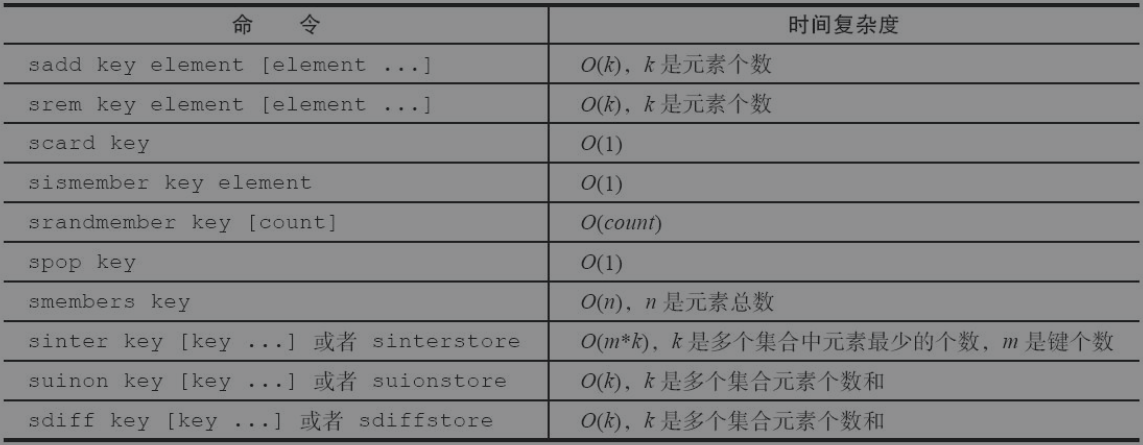 命 令 时间复杂度
sadd key element [element ...] O(k)，k 是元素个数
srem key element [element ...] O(k)，k 是元素个数
scard key O(1)
sismember key element O(1)
srandmember key [count] O(count)
spop key O(1)
smembers key O(n)，n 是元素总数
sinter key [key ...] 或者 sinterstore O(m*k)，k 是多个集合中元素最少的个数，m 是键个数
suinon key [key ...] 或者 suionstore O(k)，k 是多个集合元素个数和
sdiff key [key ...] 或者 sdiffstore O(k)，k 是多个集合元素个数和